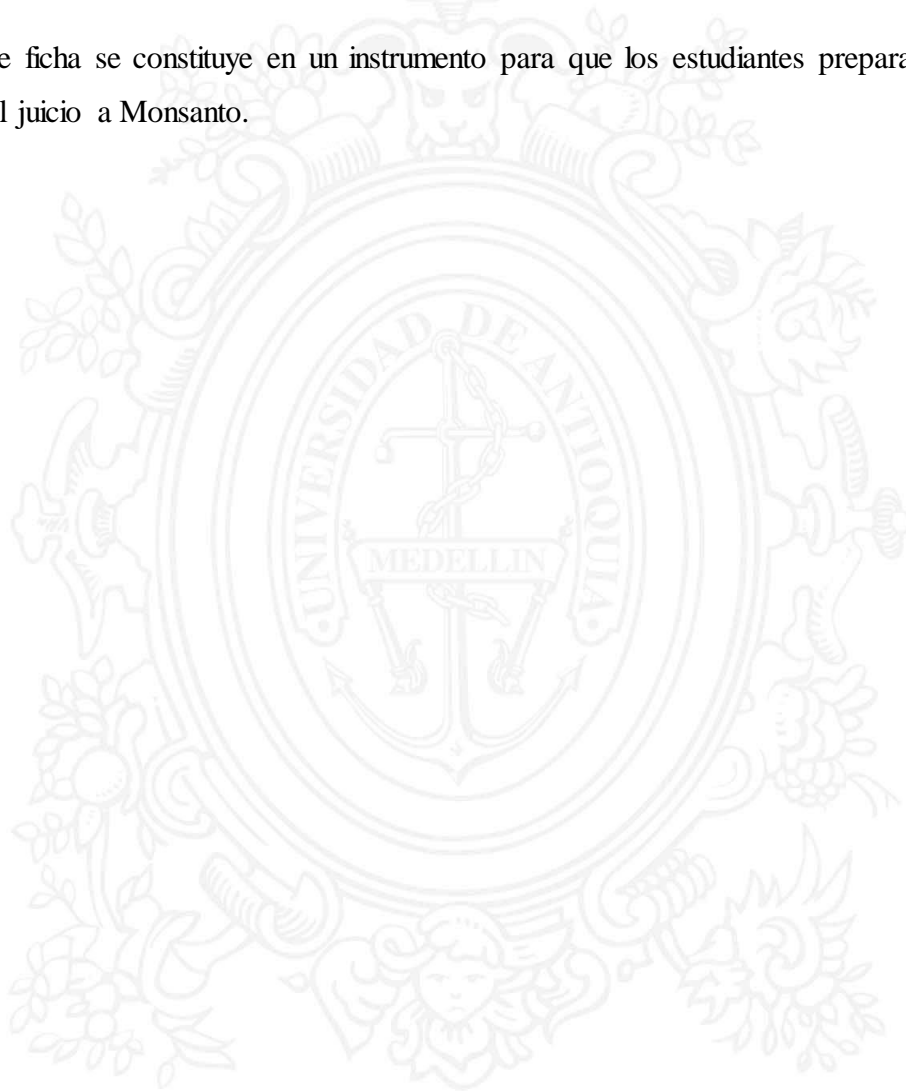 e ficha se constituye en un instrumento para que los estudiantes prepara
l juicio a Monsanto.
UNIVERSIDAD DE ANTIOQUIA
MEDELLIN